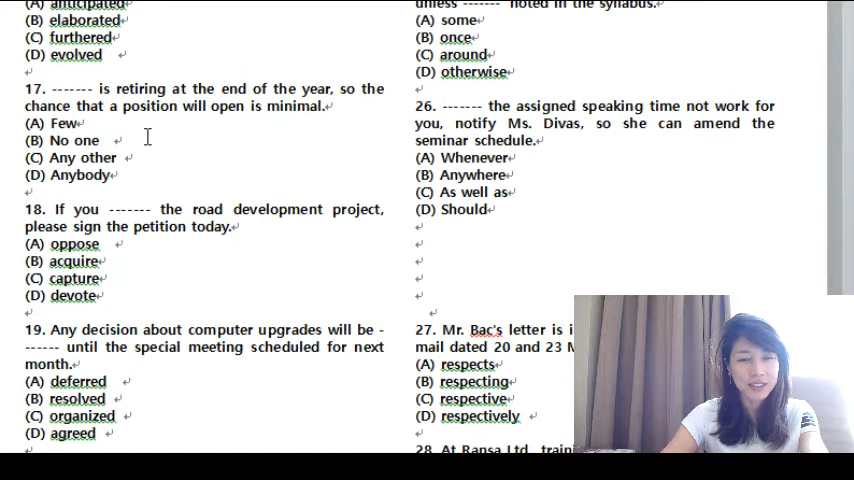 (A) anticipated
(B) elaborated
(C) furthered
(D) evolved
17. ------- is retiring at the end of the year, so the
chance that a position will open is minimal.
(A) Few
(B) No one
(C) Any other
(D) Anybody
18. If you ------- the road development project,
please sign the petition today.
(A) oppose
(B) acquire
(C) capture
(D) devote
19. Any decision about computer upgrades will be -
------ until the special meeting scheduled for next
month.
(A) deferred
(B) resolved
(C) organized
(D) agreed
unless ------- noted in the syllabus.
(A) some
(B) once
(C) around
(D) otherwise
26. ------- the assigned speaking time not work for
you, notify Ms. Divas, so she can amend the
seminar schedule.
(A) Whenever
(B) Anywhere
(C) As well as
(D) Should
27. Mr. Bac's letter is
mail dated 20 and 23
(A) respects
(B) respecting
(C) respective
(D) respectively
28. At Ransa Ltd.,